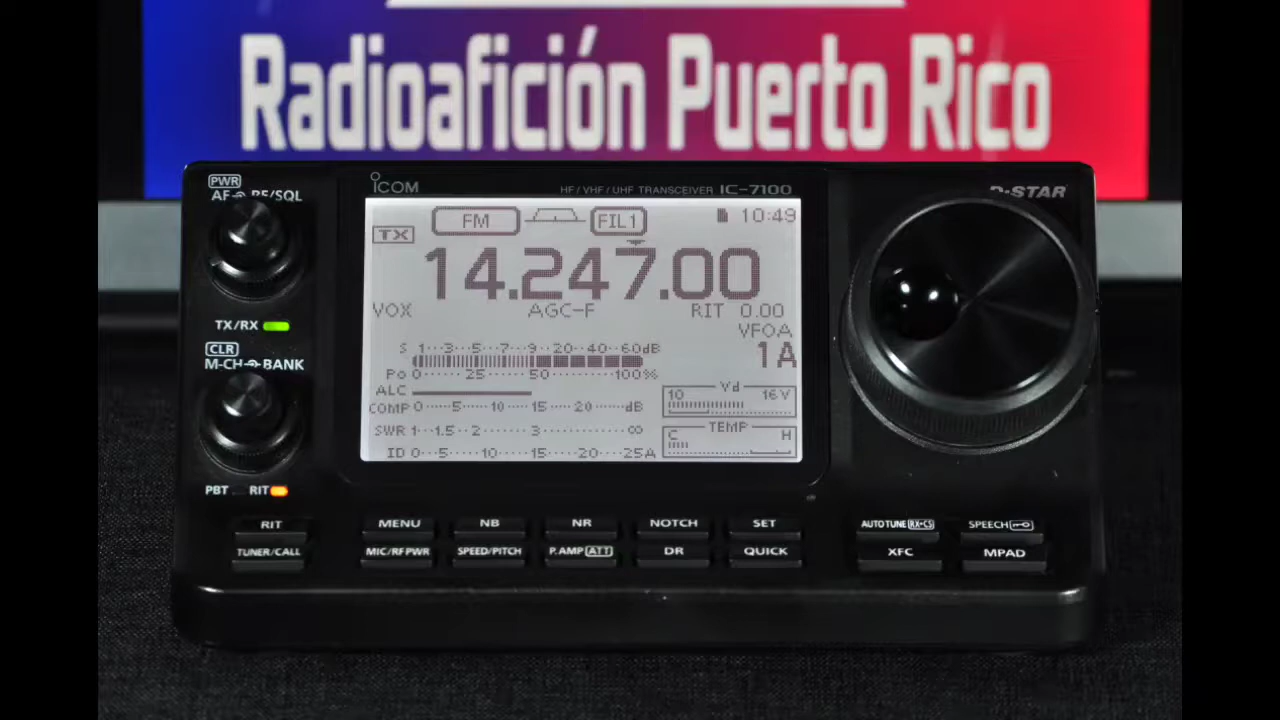 Radioafición Puerto Rico
PWR
AF RF/SQL
ICOM
HF/VHF/UHF TRANSCEIVER IC-7100
D-STAR
FM FIL1 10:49
TX
14.247.00
VOX AGC-F RIT 0.00
VFOA
1A
TX/RX
CLR
M-CH BANK
S 1 3 5 7 9 20 40 60dB
Po 0 25 50 100%
ALC
COMP 0 5 10 15 20 dB
SWR 1 1.5 2 3 ∞
ID 0 5 10 15 20 25A
Vd
10 16V
TEMP
C H
PBT RIT
RIT MENU NB NR NOTCH SET AUTOTUNE RX-CS SPEECH
TUNER/CALL MIC/RF PWR SPEED/PITCH P.AMP ATT DR QUICK XFC MPAD